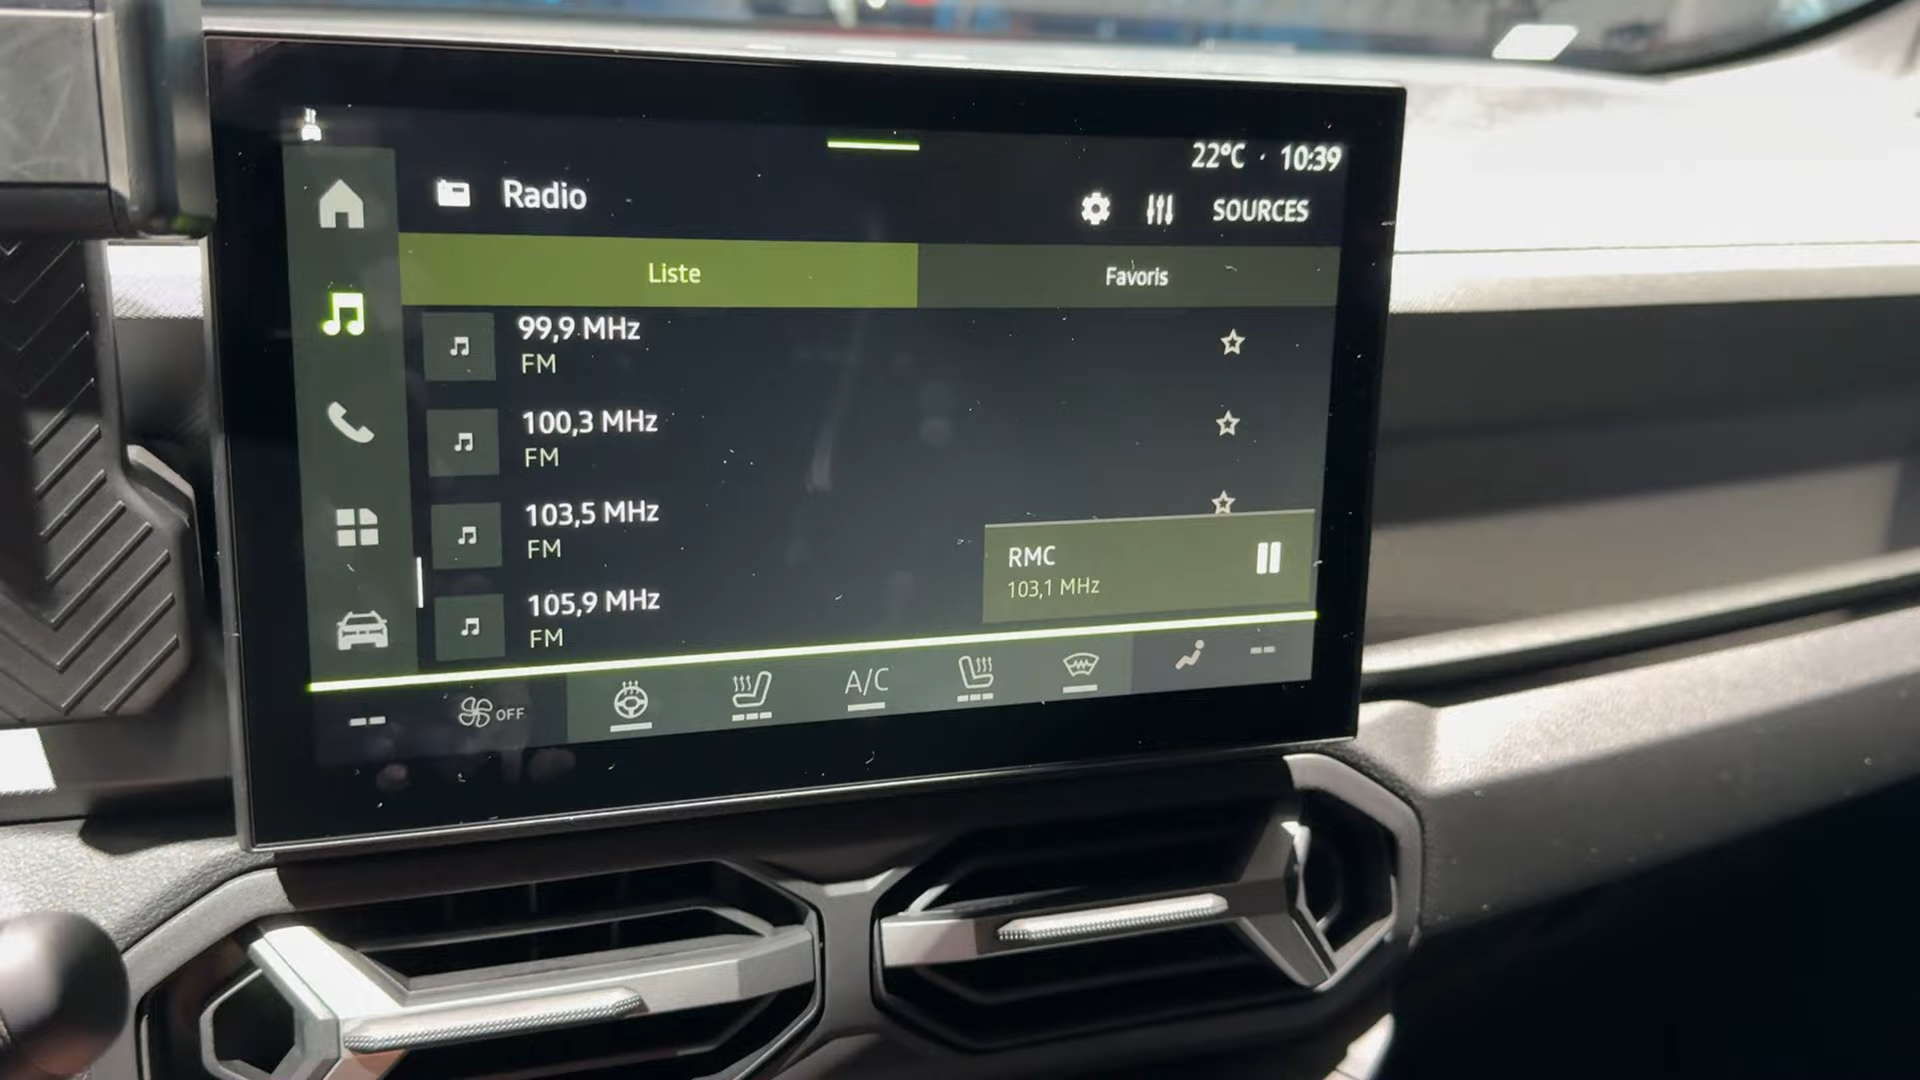 22°C · 10:39
Radio
SOURCES
Liste
Favoris
99,9 MHz
FM
100,3 MHz
FM
103,5 MHz
FM
105,9 MHz
FM
RMC
103,1 MHz
-- OFF
A/C
--